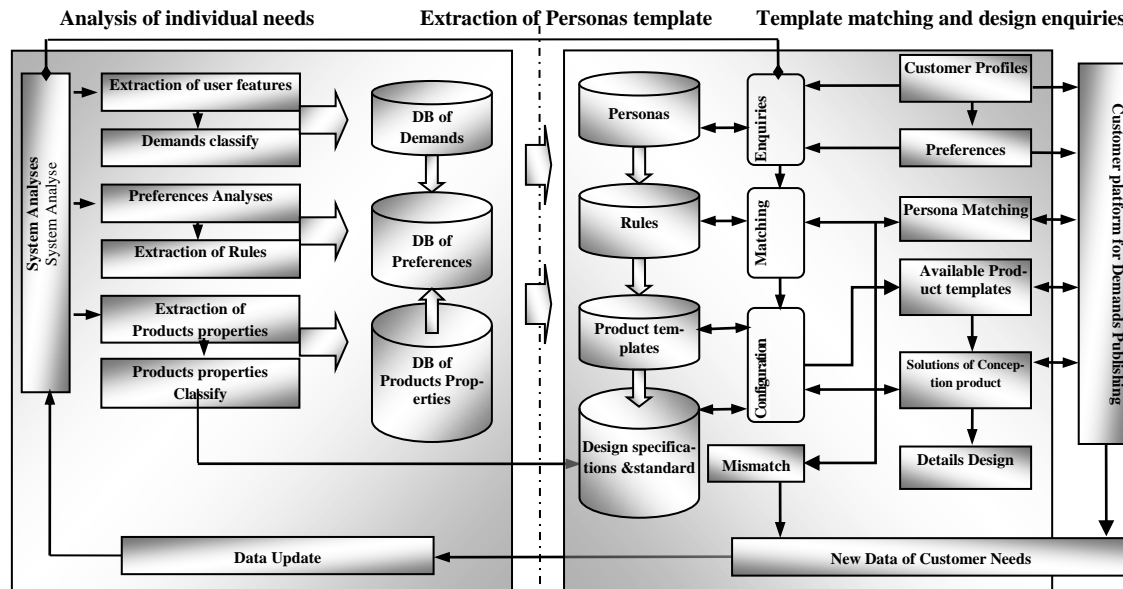 Analysis of individual needs
Extraction of Personas template
Template matching and design enquiries
System Analyses
System Analyse
Extraction of user features
Demands classify
Preferences Analyses
Extraction of Rules
Extraction of
Products properties
Products properties
Classify
DB of
Demands
DB of
Preferences
DB of
Products Prop-
erties
Personas
Rules
Product tem-
plates
Design specifica-
tions &standard
Enquiries
Matching
Configuration
Mismatch
Customer Profiles
Preferences
Persona Matching
Available Prod-
uct templates
Solutions of Concep-
tion product
Details Design
Customer platform for Demands Publishing
Data Update
New Data of Customer Needs